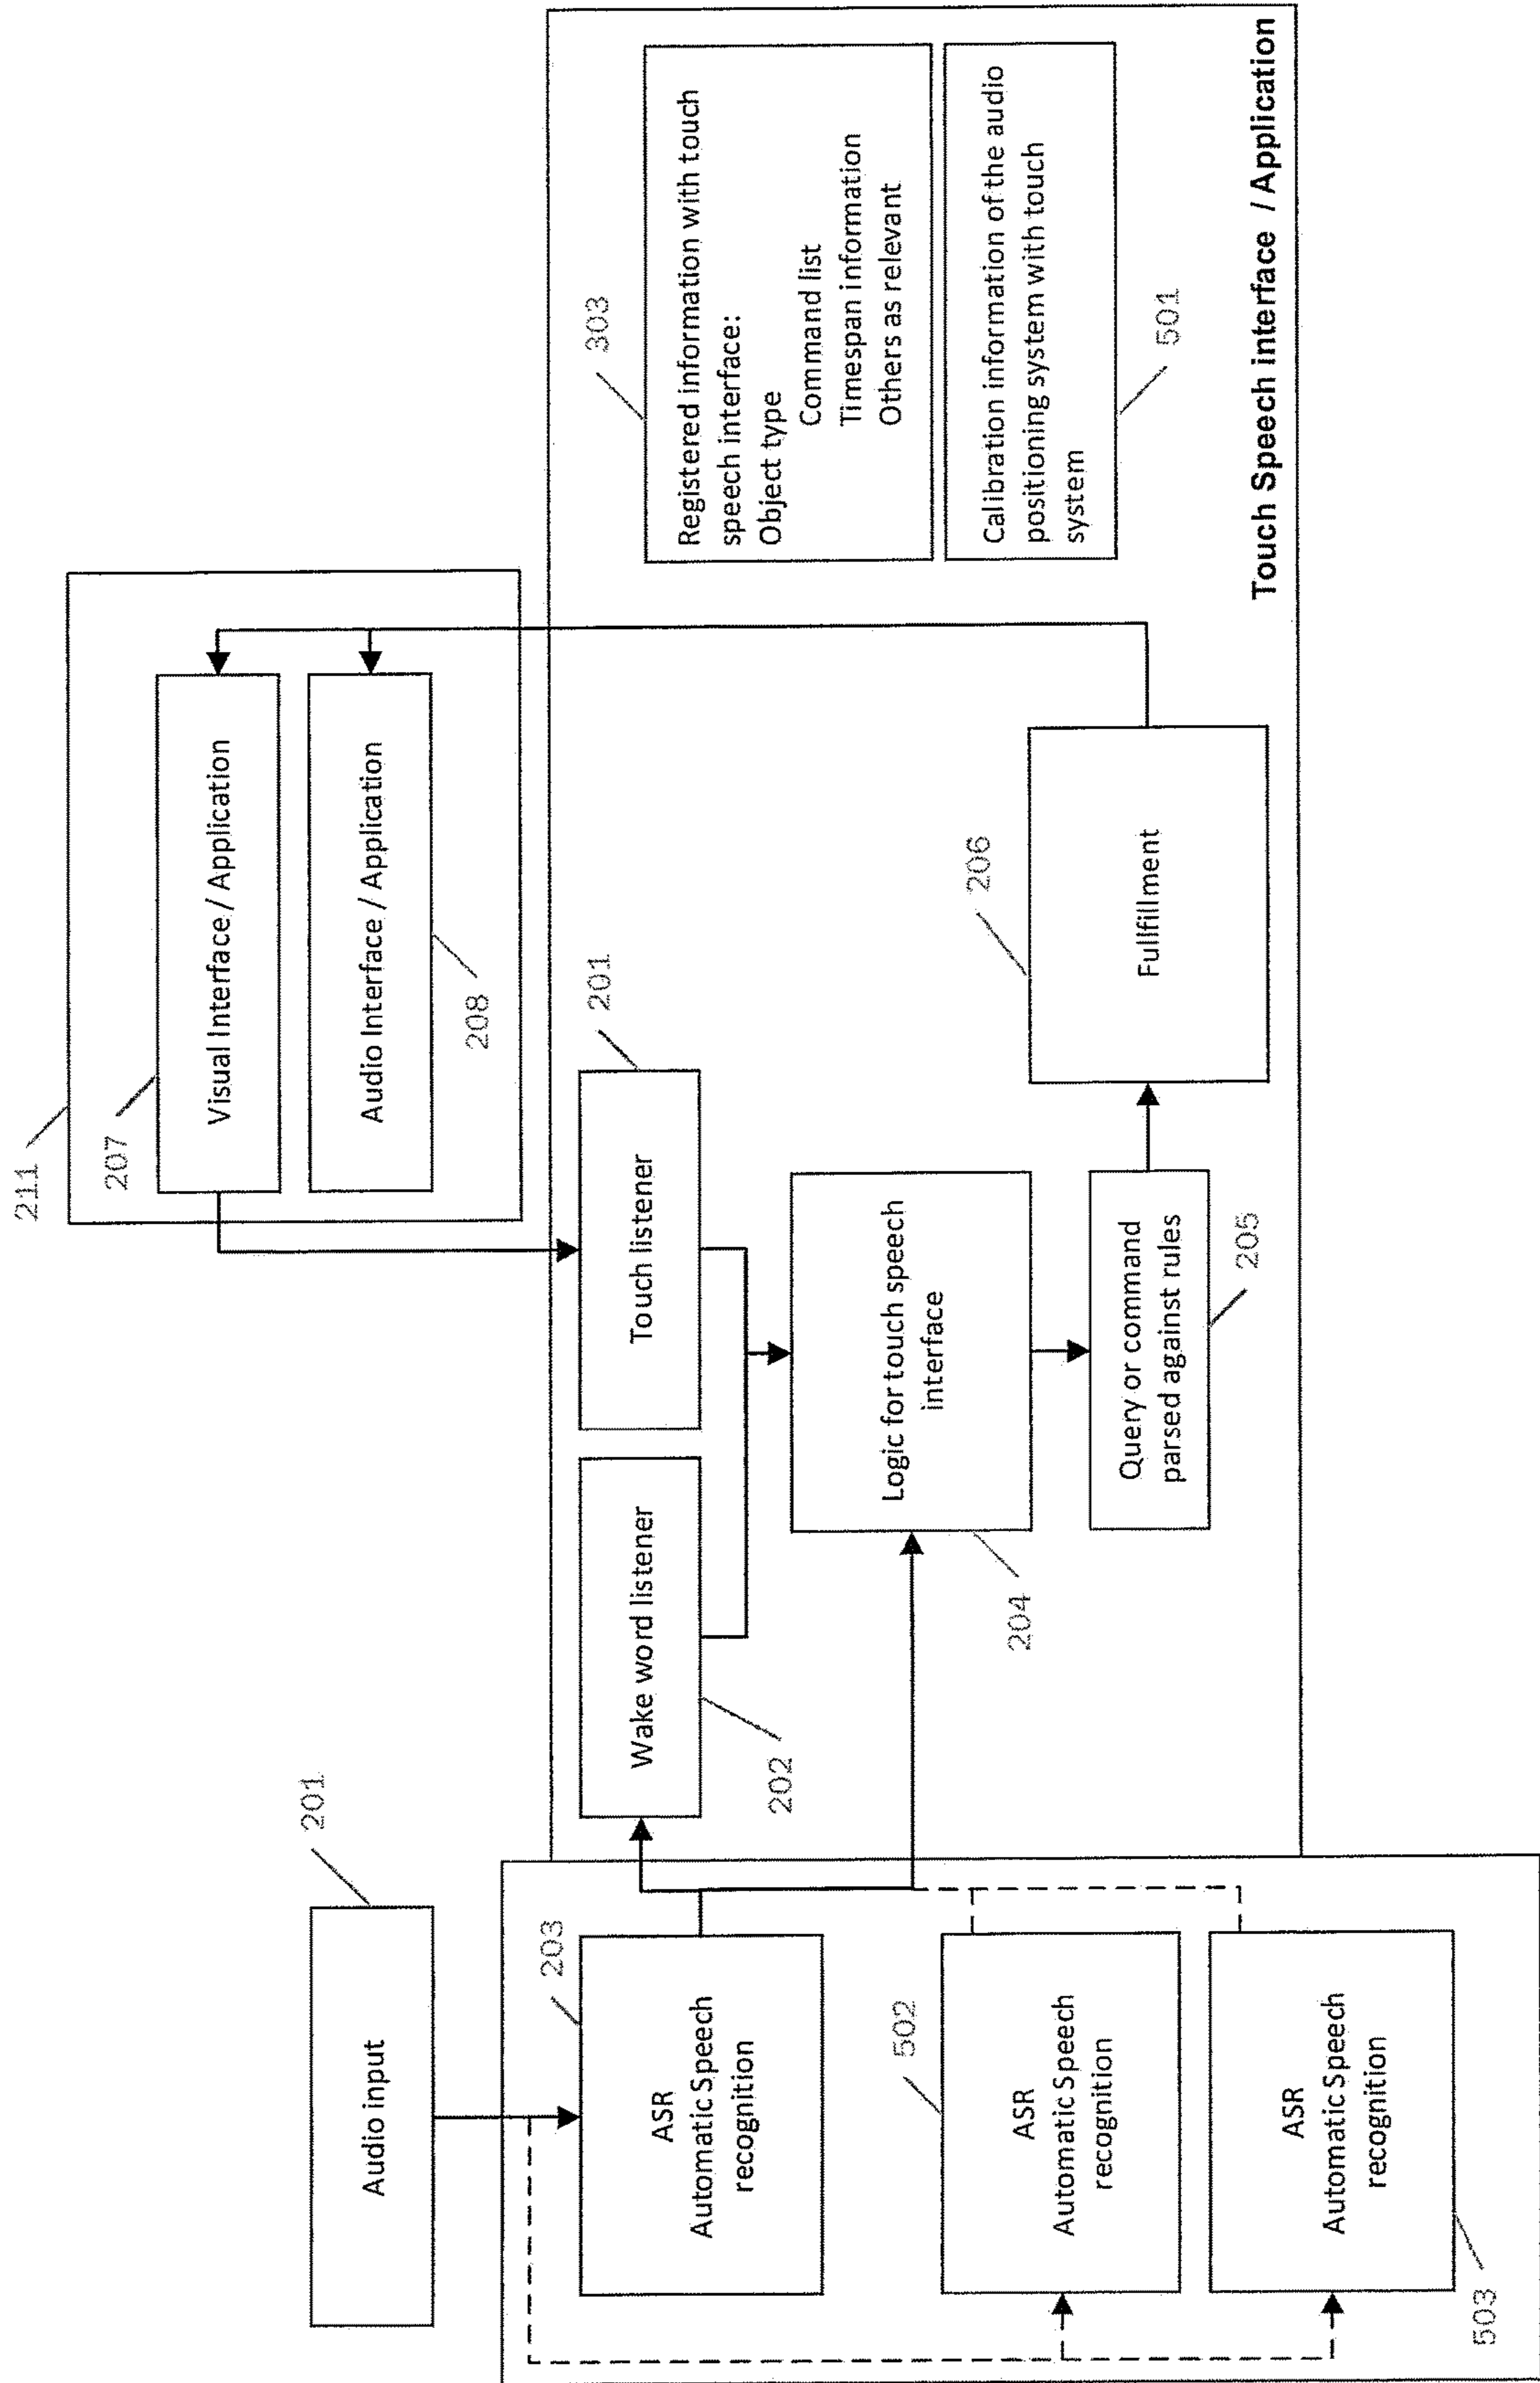 211
207
Visual Interface / Application
Audio Interface / Application
208
201
Audio input
203
ASR
Automatic Speech
recognition
502
ASR
Automatic Speech
recognition
ASR
Automatic Speech
recognition
503
Wake word listener
202
Touch listener
201
Logic for touch speech
interface
204
Query or command
parsed against rules
205
Fullfillment
206
303
Registered information with touch
speech interface:
Object type
Command list
Timespan information
Others as relevant
Calibration information of the audio
positioning system with touch
system
501
Touch Speech interface / Application